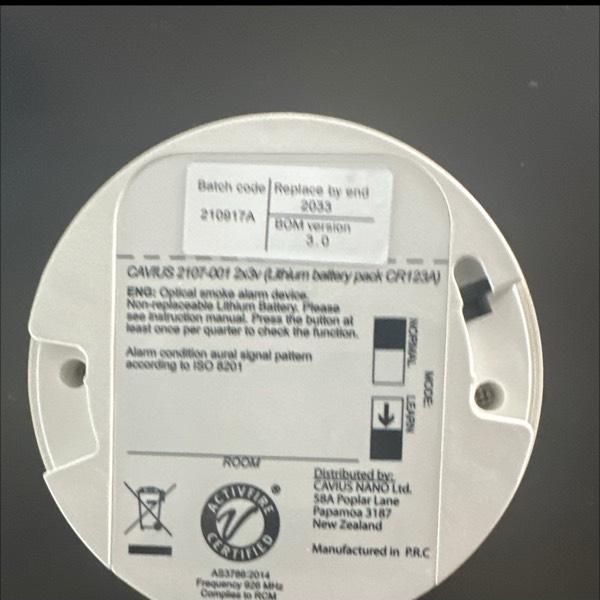 Batch code
210917A
Replace by end
2033
BOM version
3.0
CAVIUS 2107-001 2x3v (Lithium battery pack CR123A)
ENG: Optical smoke alarm device.
Non-replaceable Lithium Battery. Please
see instruction manual. Press the button at
least once per quarter to check the function.
Alarm condition aural signal pattern
according to ISO 8201
MODE:
NORMAL
LEARN
ROOM
ACTIVFIRE
CERTIFIED
®
Distributed by:
CAVIUS NANO Ltd.
58A Poplar Lane
Papamoa 3187
New Zealand
Manufactured in P.R.C
AS3786:2014
Frequency 926 MHz
Complies to RCM